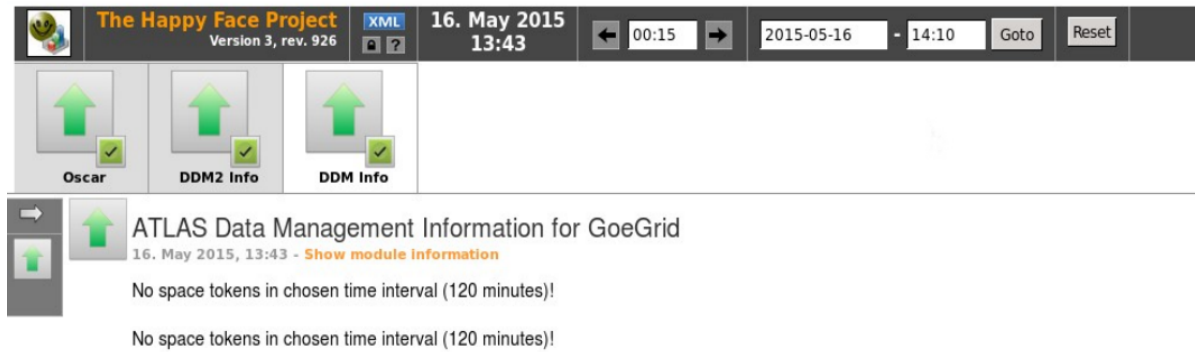 The Happy Face Project
Version 3, rev. 926
XML
?
16. May 2015
13:43
00:15
2015-05-16 - 14:10 Goto Reset
Oscar DDM2 Info DDM Info
ATLAS Data Management Information for GoeGrid
16. May 2015, 13:43 - Show module information
No space tokens in chosen time interval (120 minutes)!
No space tokens in chosen time interval (120 minutes)!